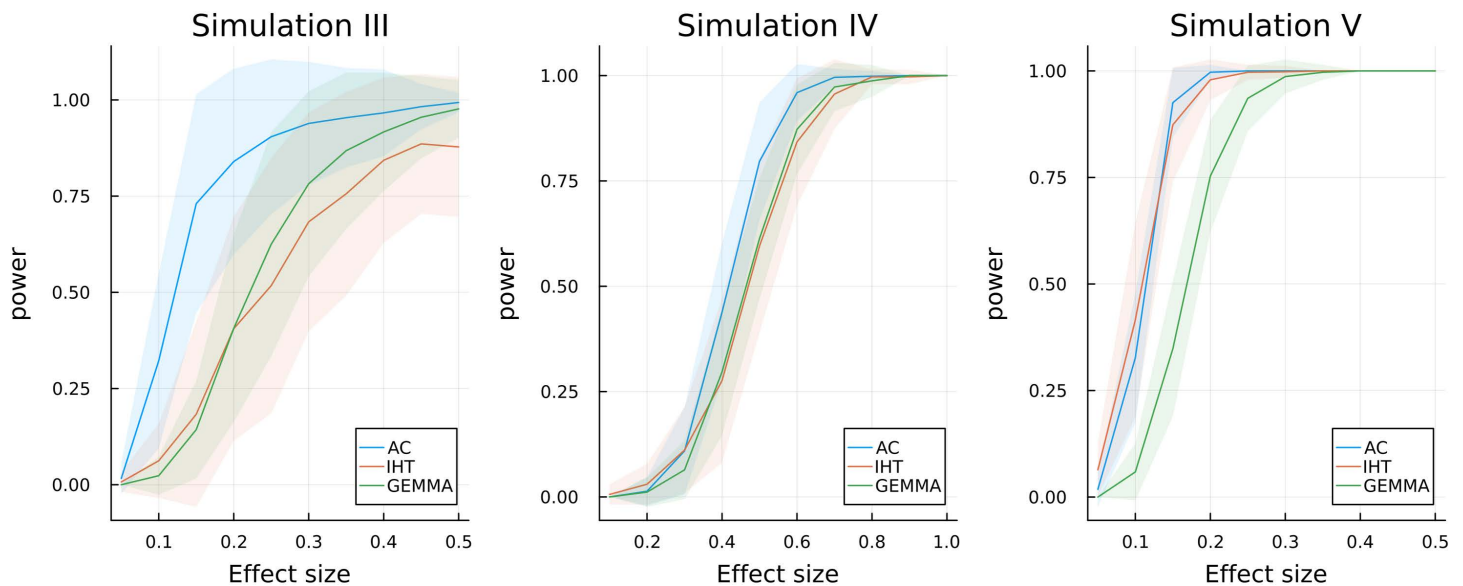 Simulation III
power
1.00
0.75
0.50
0.25
0.00
AC
IHT
GEMMA
0.1 0.2 0.3 0.4 0.5
Effect size
Simulation IV
power
1.00
0.75
0.50
0.25
0.00
AC
IHT
GEMMA
0.2 0.4 0.6 0.8 1.0
Effect size
Simulation V
power
1.00
0.75
0.50
0.25
0.00
AC
IHT
GEMMA
0.1 0.2 0.3 0.4 0.5
Effect size